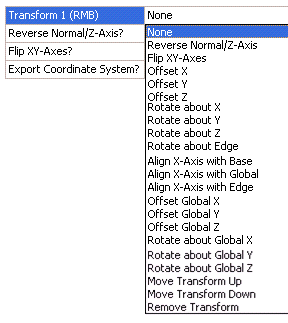 Transform 1 (RMB) None
Reverse Normal/Z-Axis? None
Flip XY-Axes? Reverse Normal/Z-Axis
Export Coordinate System? Flip XY-Axes
Offset X
Offset Y
Offset Z
Rotate about X
Rotate about Y
Rotate about Z
Rotate about Edge
Align X-Axis with Base
Align X-Axis with Global
Align X-Axis with Edge
Offset Global X
Offset Global Y
Offset Global Z
Rotate about Global X
Rotate about Global Y
Rotate about Global Z
Move Transform Up
Move Transform Down
Remove Transform